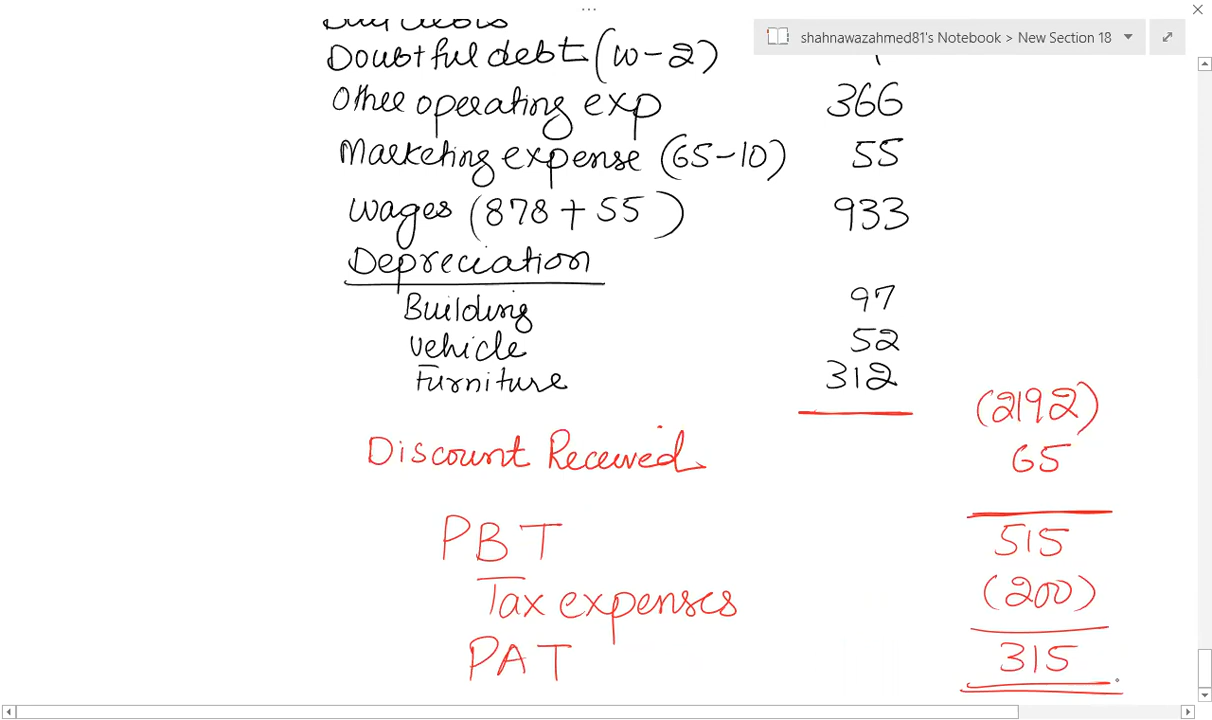 shahnawazahmed81's Notebook > New Section 18
Doubtful debt (W-2)
Other operating exp 366
Marketing expense (65-10) 55
Wages (878 + 55) 933
Depreciation
Building 97
Vehicle 52
Furniture 312
(2192)
Discount Received 65
PBT 515
Tax expenses (200)
PAT 315